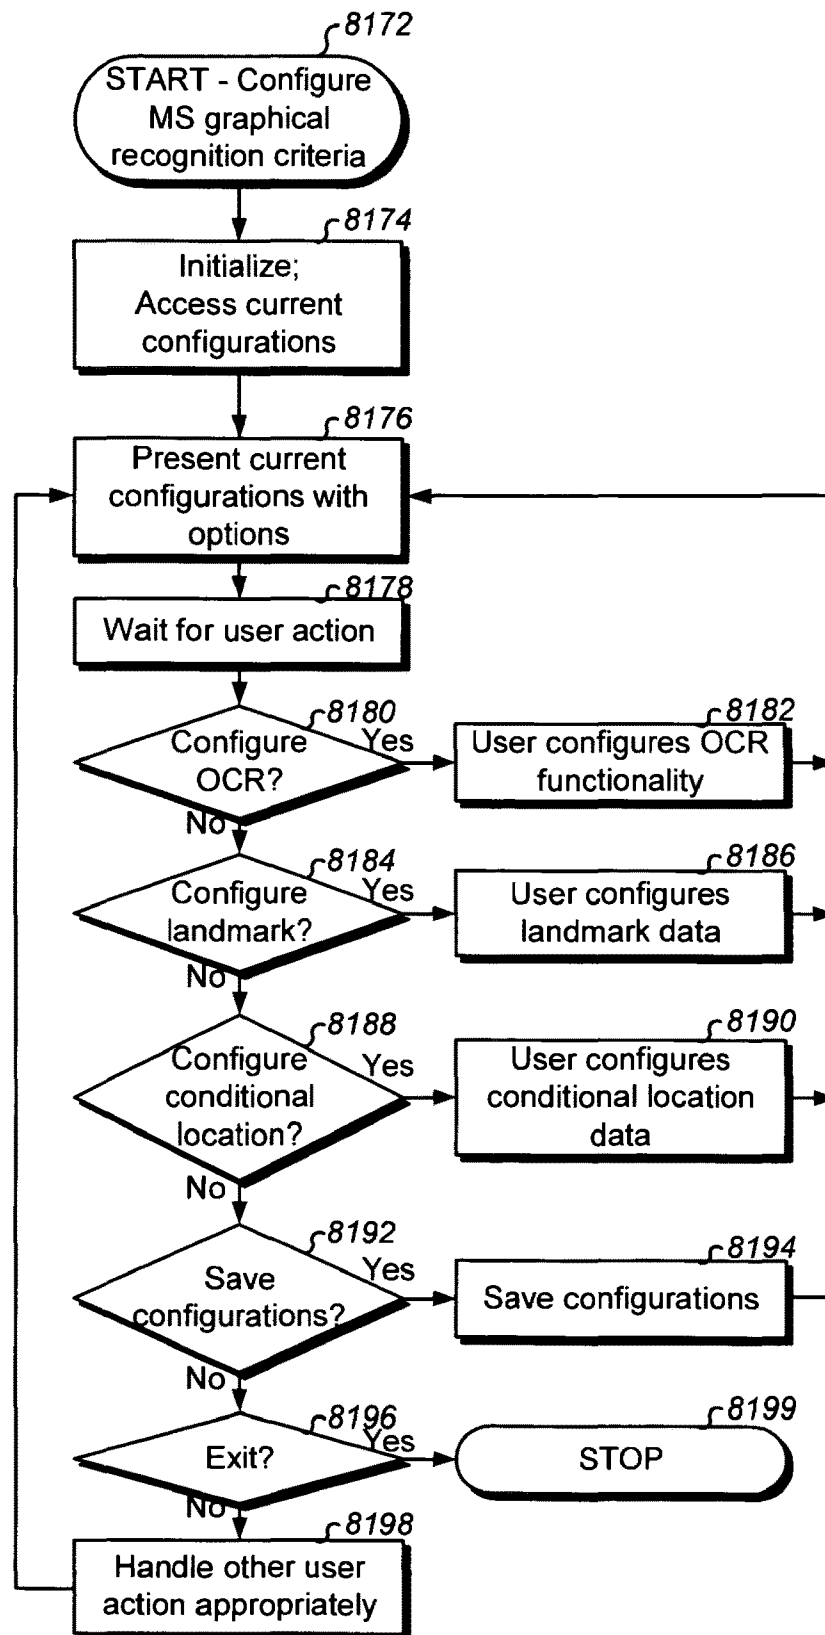 8172
START - Configure
MS graphical
recognition criteria
8174
Initialize;
Access current
configurations
8176
Present current
configurations with
options
8178
Wait for user action
8180
Configure
OCR?
Yes
No
8182
User configures OCR
functionality
8184
Configure
landmark?
Yes
No
8186
User configures
landmark data
8188
Configure
conditional
location?
Yes
No
8190
User configures
conditional location
data
8192
Save
configurations?
Yes
No
8194
Save configurations
8196
Exit?
Yes
No
8199
STOP
8198
Handle other user
action appropriately